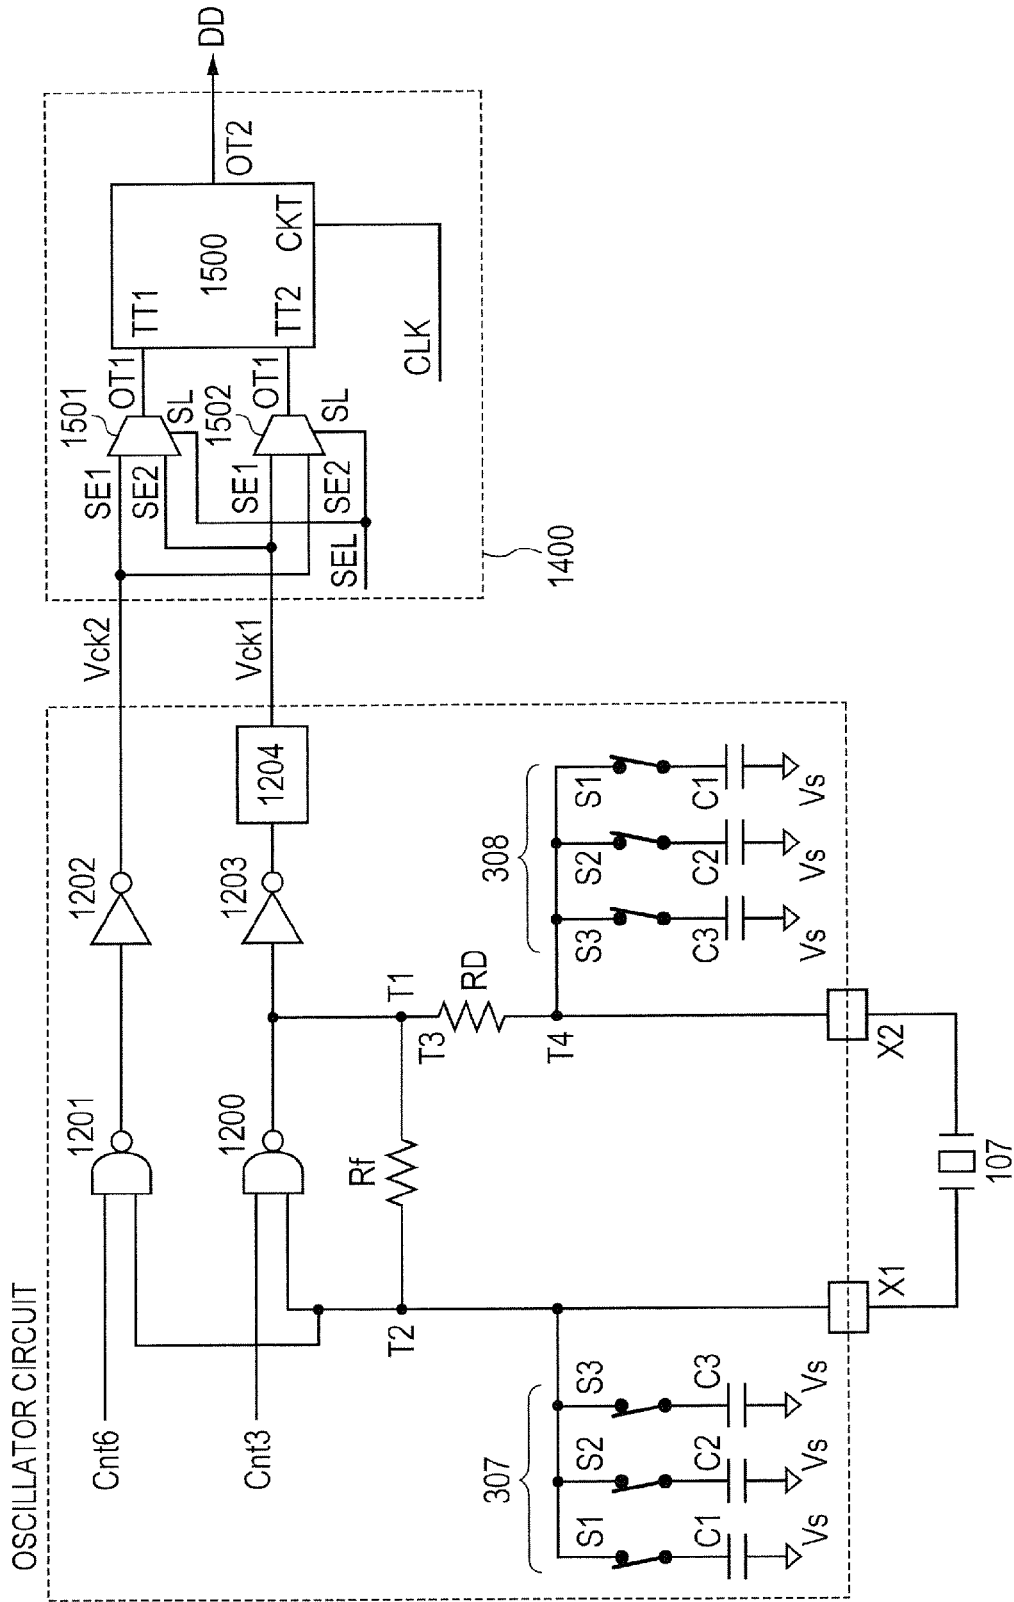 OSCILLATOR CIRCUIT
Cnt6
Cnt3
1201
1200
1202
1203
1204
Vck2
Vck1
Rf
T1
T2
T3
T4
RD
307
S1
S2
S3
C1
C2
C3
Vs
Vs
Vs
308
S3
S2
S1
C3
C2
C1
Vs
Vs
Vs
X1
X2
107
1400
SE1
SE2
1501
OT1
SL
SE1
SE2
1502
OT1
SL
SEL
TT1
TT2
1500
CKT
CLK
OT2
DD